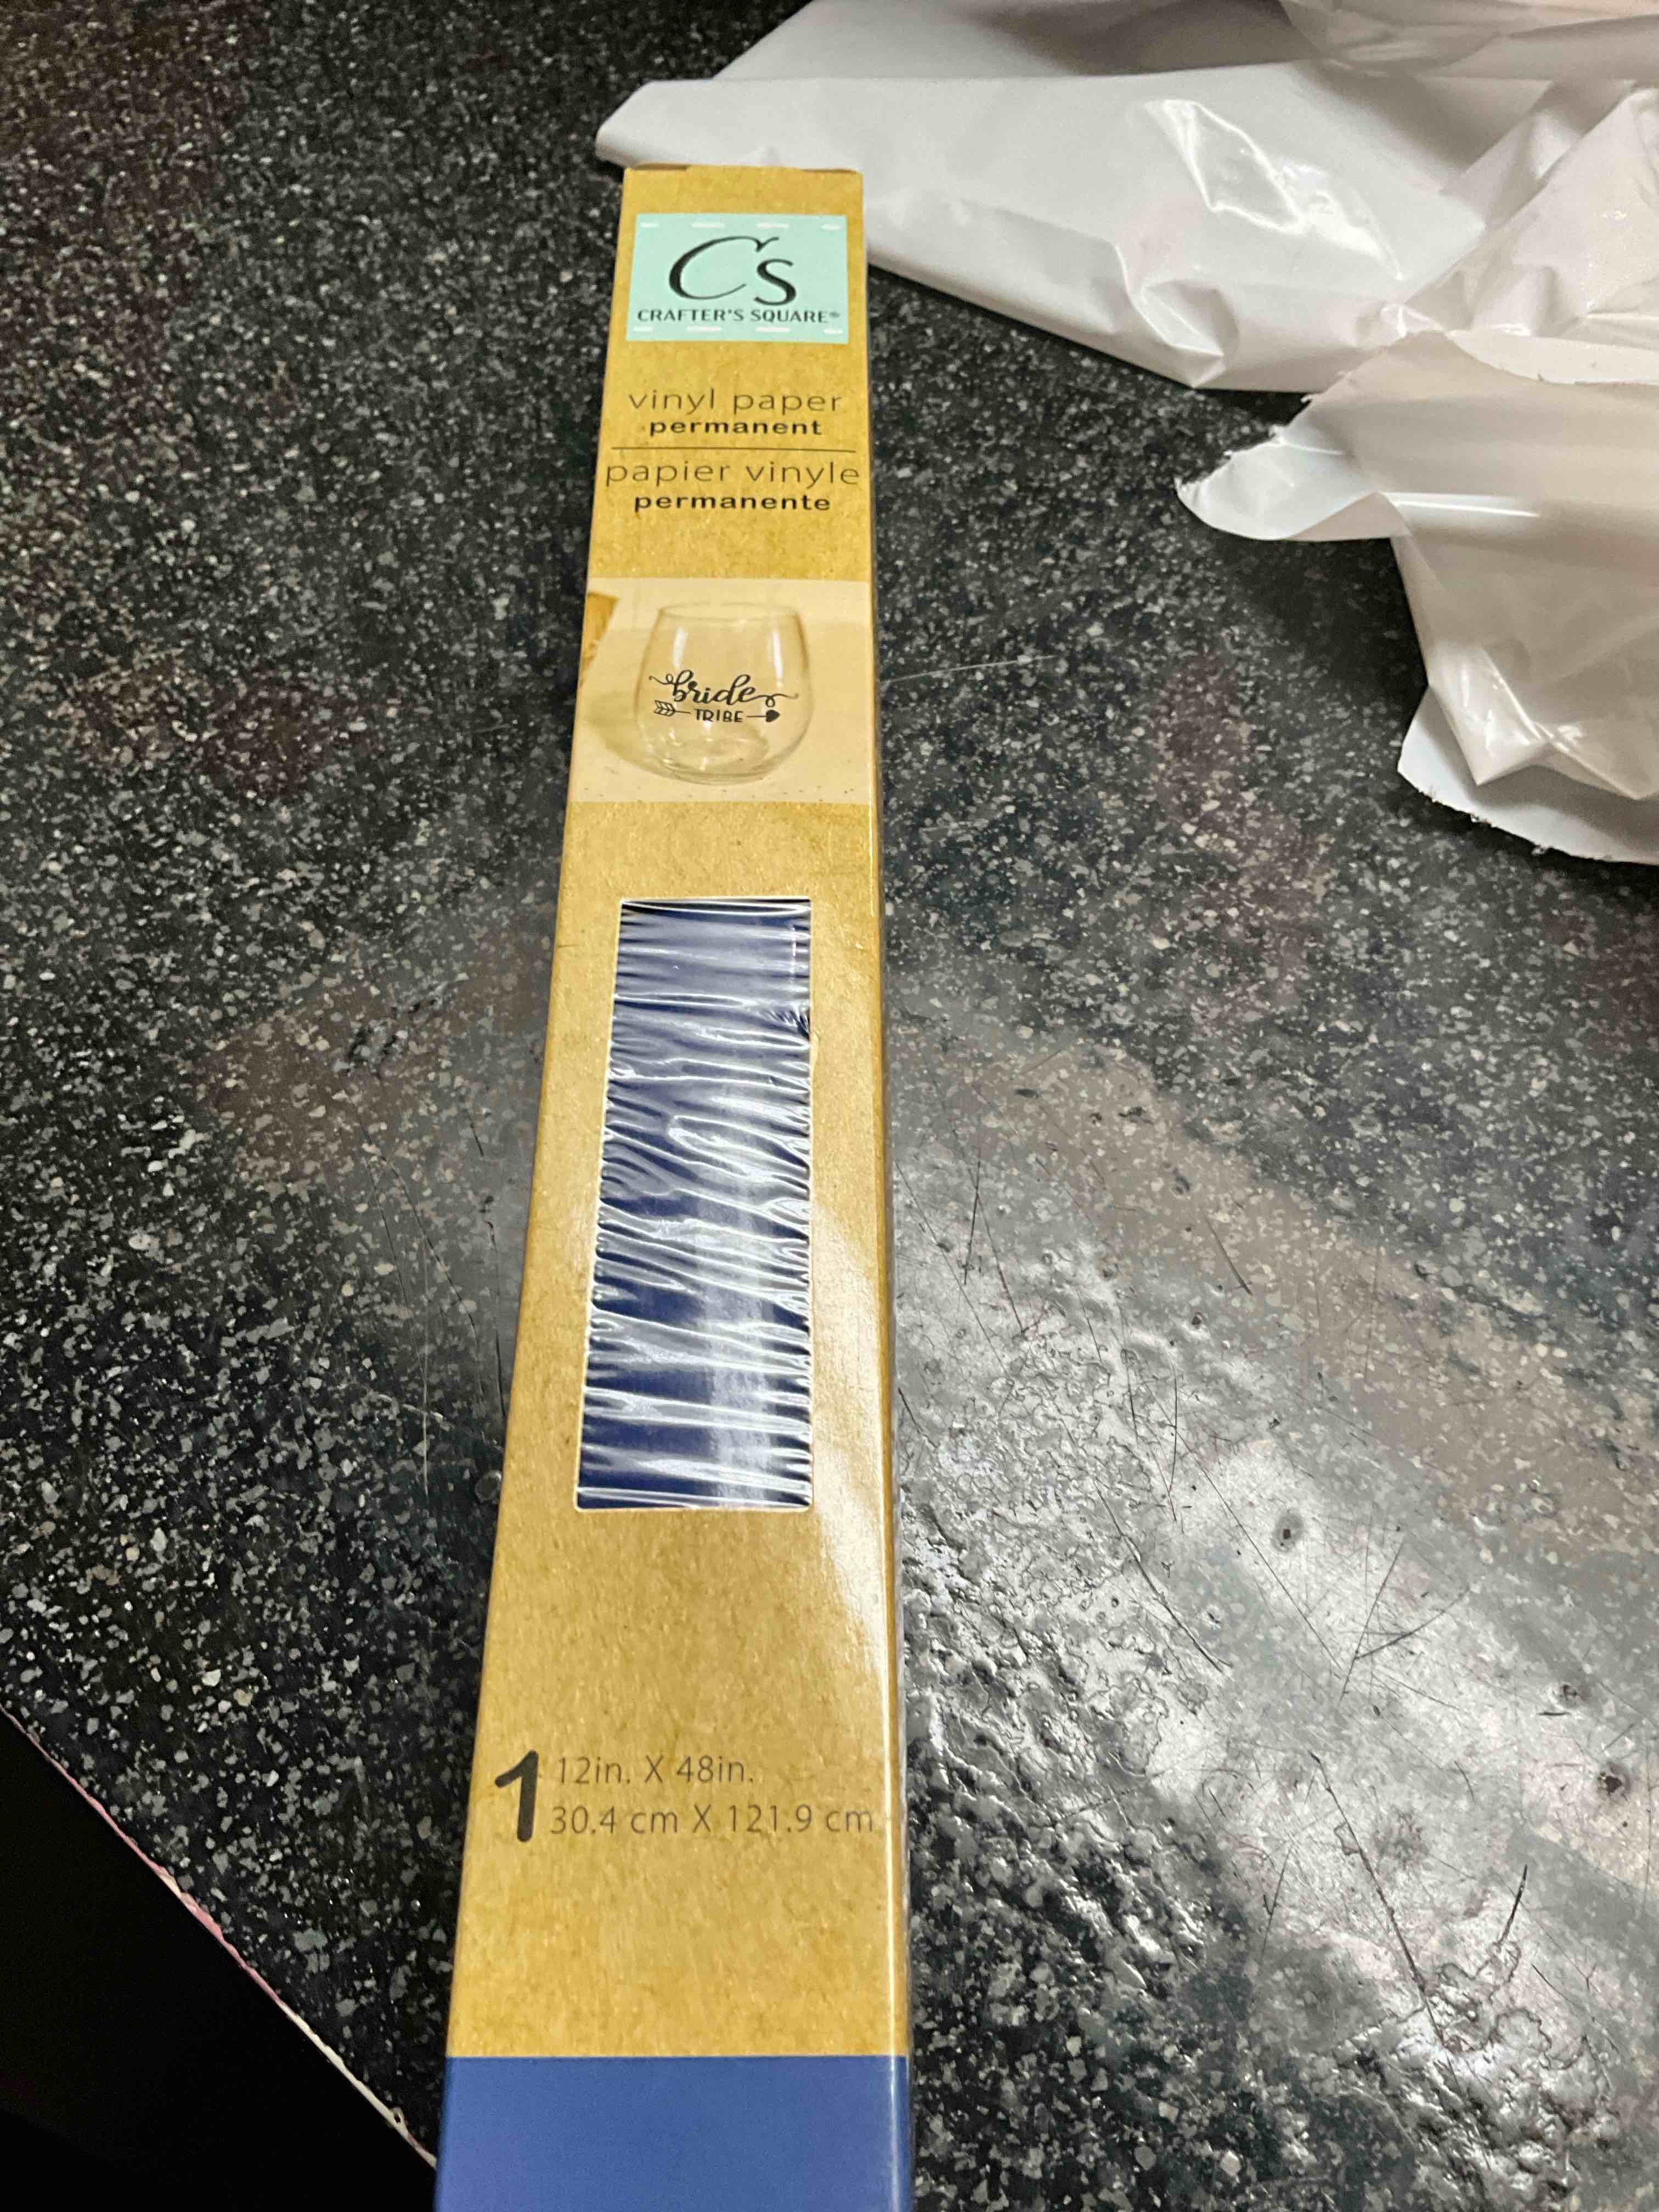 Cs
CRAFTER'S SQUARE®
vinyl paper
permanent
papier vinyle
permanente
bride
TRIBE
1 12in. X 48in.
30.4 cm X 121.9 cm